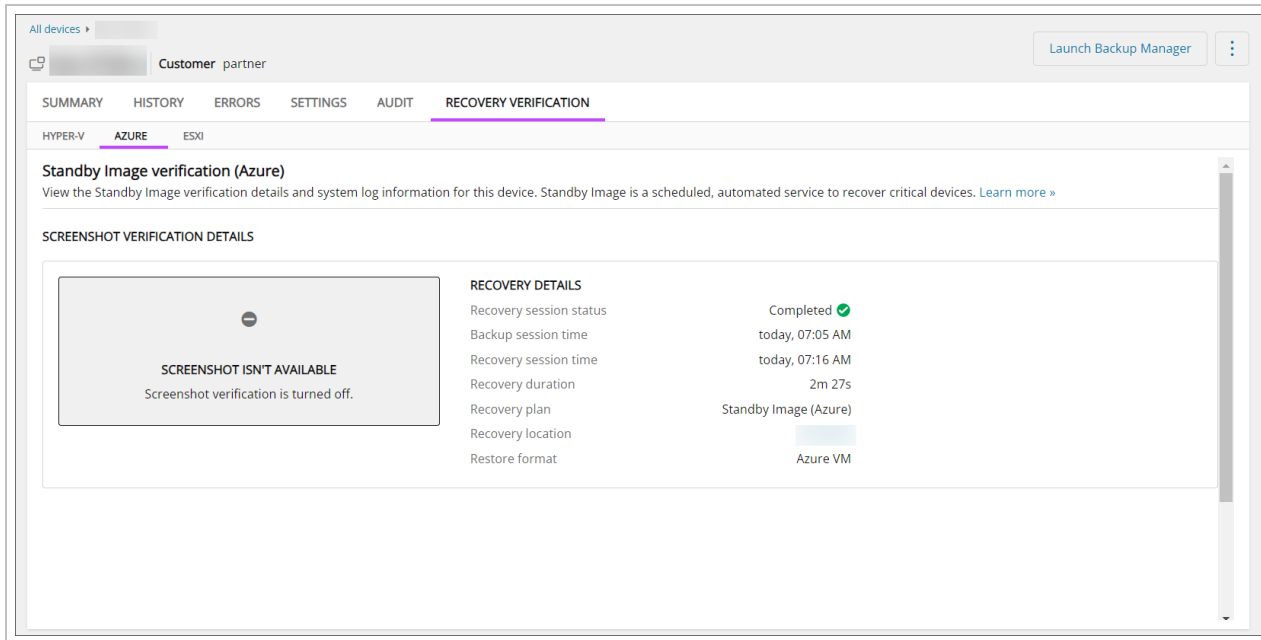 All devices
Launch Backup Manager
Customer partner
SUMMARY HISTORY ERRORS SETTINGS AUDIT RECOVERY VERIFICATION
HYPER-V AZURE ESXI
Standby Image verification (Azure)
View the Standby Image verification details and system log information for this device. Standby Image is a scheduled, automated service to recover critical devices. Learn more »
SCREENSHOT VERIFICATION DETAILS
SCREENSHOT ISN'T AVAILABLE
Screenshot verification is turned off.
RECOVERY DETAILS
Recovery session status Completed
Backup session time today, 07:05 AM
Recovery session time today, 07:16 AM
Recovery duration 2m 27s
Recovery plan Standby Image (Azure)
Recovery location
Restore format Azure VM